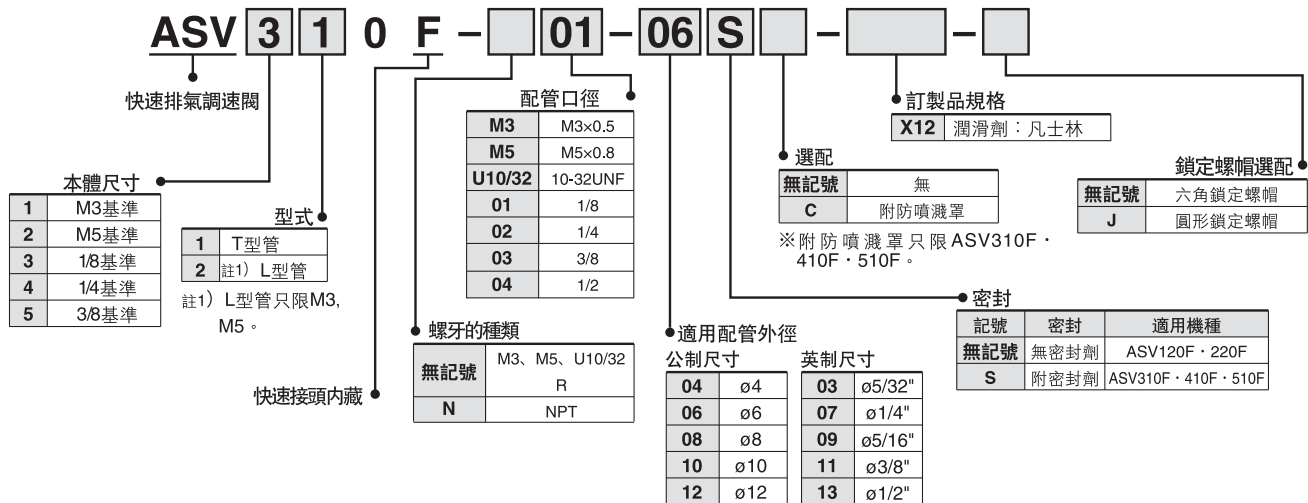 ASV 3 1 0 F - 01 - 06 S - -
快速排氣調速閥
本體尺寸
1 M3基準
2 M5基準
3 1/8基準
4 1/4基準
5 3/8基準
型式
1 T型管
2 註1) L型管
註1) L型管只限M3,
M5。
快速接頭内藏
螺牙的種類
無記號 M3、M5、U10/32
R
N NPT
配管口徑
M3 M3×0.5
M5 M5×0.8
U10/32 10-32UNF
01 1/8
02 1/4
03 3/8
04 1/2
適用配管外徑
公制尺寸
04 ø4
06 ø6
08 ø8
10 ø10
12 ø12
英制尺寸
03 ø5/32"
07 ø1/4"
09 ø5/16"
11 ø3/8"
13 ø1/2"
密封
記號 密封 適用機種
無記號 無密封劑 ASV120F・220F
S 附密封劑 ASV310F・410F・510F
選配
無記號 無
C 附防噴濺罩
※附防噴濺罩只限ASV310F・
410F・510F。
訂製品規格
X12 潤滑劑：凡士林
鎖定螺帽選配
無記號 六角鎖定螺帽
J 圓形鎖定螺帽